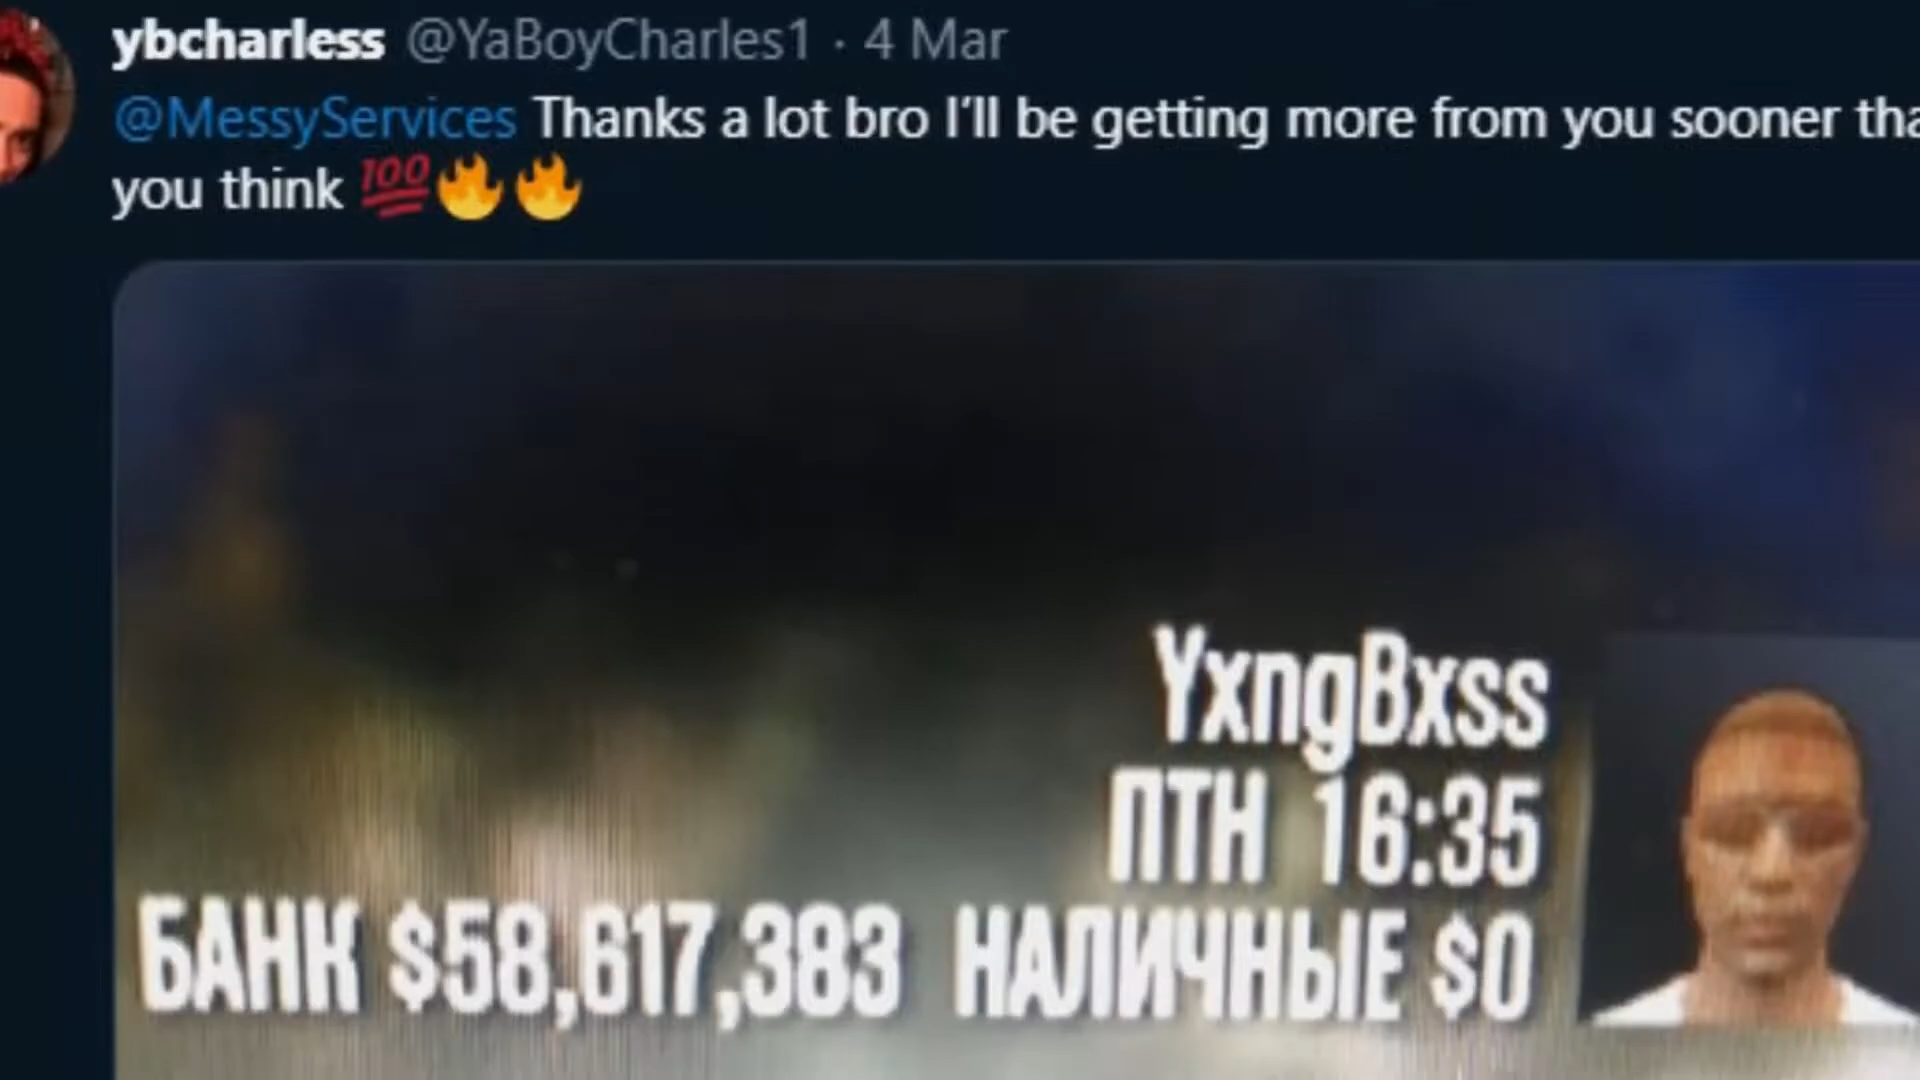 ybcharless @YaBoyCharles1 · 4 Mar
@MessyServices Thanks a lot bro I'll be getting more from you sooner
you think 💯🔥🔥
YxngBxss
ПТН 16:35
БАНК $58,617,383 НАЛИЧНЫЕ $0